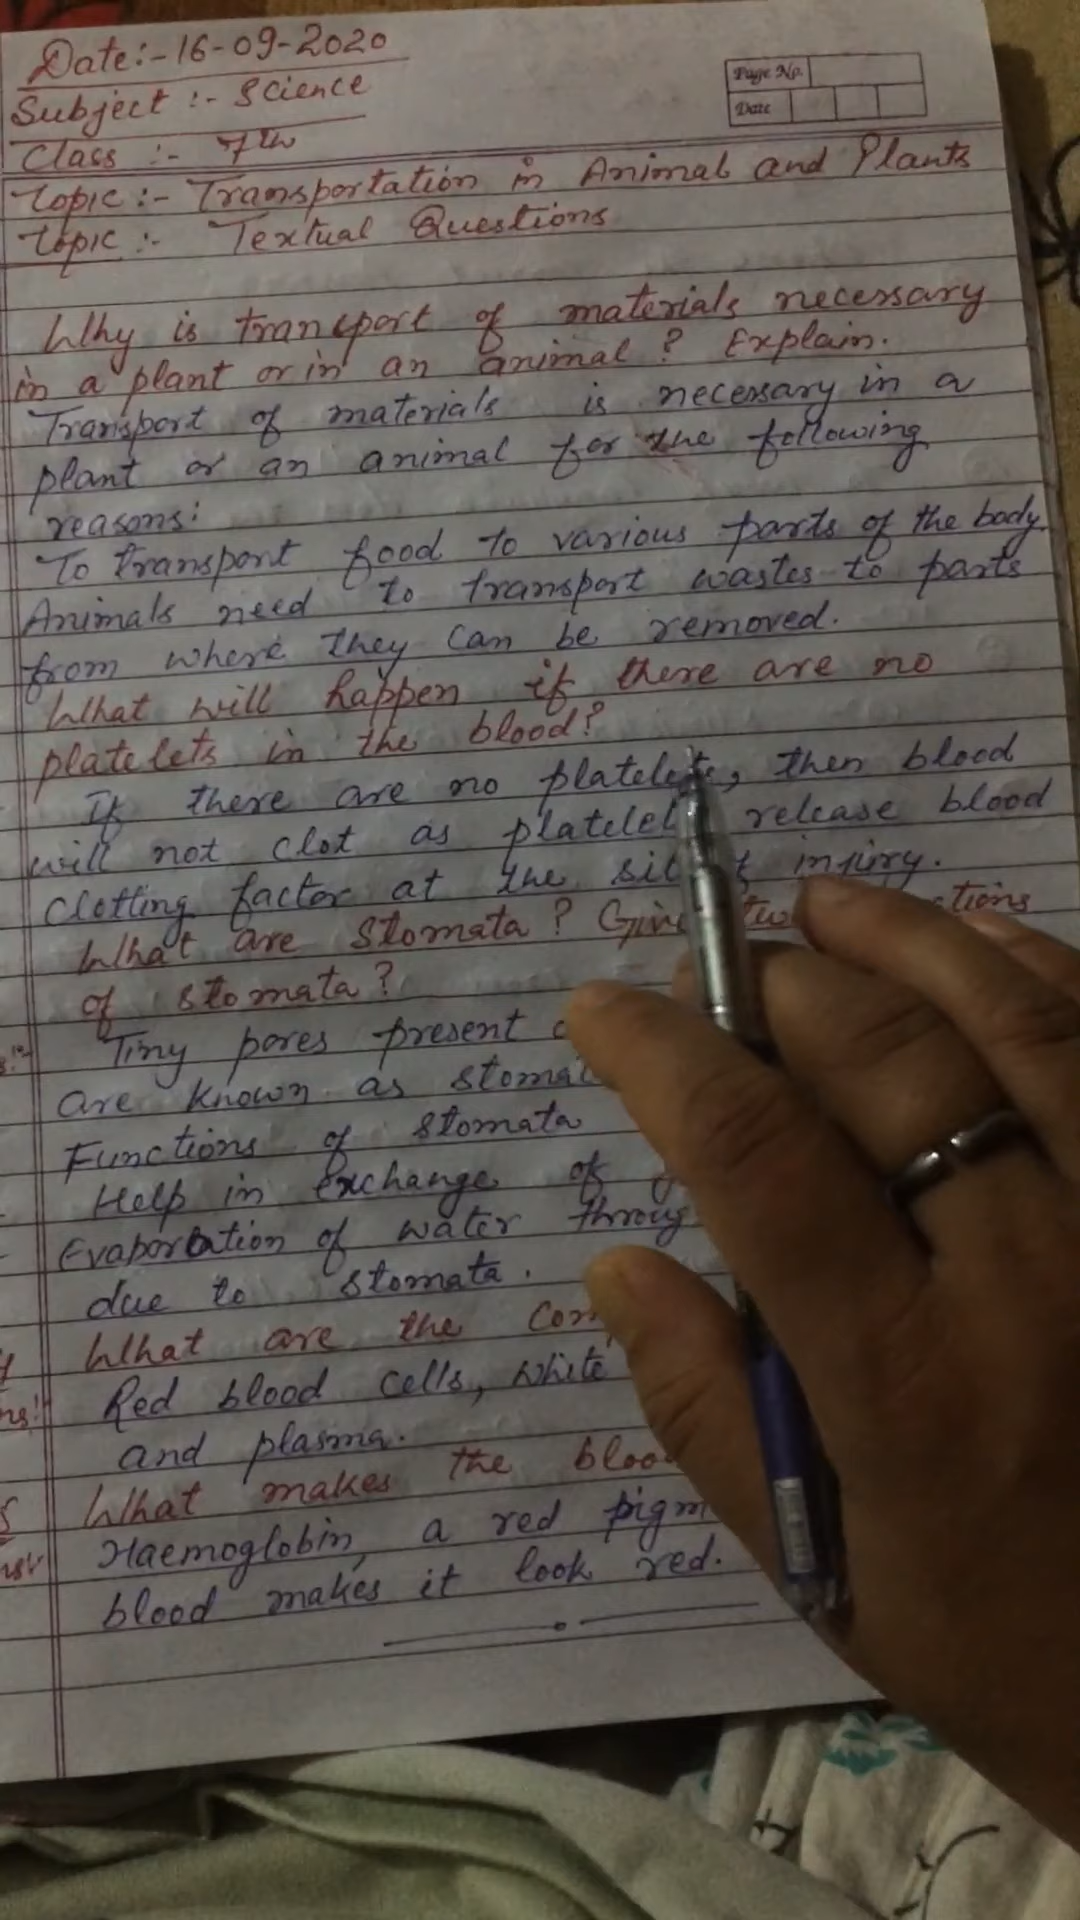 Date:- 16-09-2020
Subject :- Science
Page No.
Date
Class :- 7th
Topic:- Transportation in Animal and Plants
Topic:- Textual Questions
Why is transport of materials necessary
in a plant or in an animal? Explain.
Transport of materials is necessary in a
plant or an animal for the following
reasons:
To transport food to various parts of the body
Animals need to transport wastes to parts
from where they can be removed.
What will happen if there are no
platelets in the blood?
If there are no platelets, then blood
will not clot as platelet release blood
clotting factor at the injury.
What are Stomata? Give
of stomata?
Tiny pores present
are known as
Functions of stomata
Help in exchange of
Evaporation of water
due to stomata.
What are the
Red blood cells, White
and plasma.
What makes the
Haemoglobin, a red
blood makes it look red.